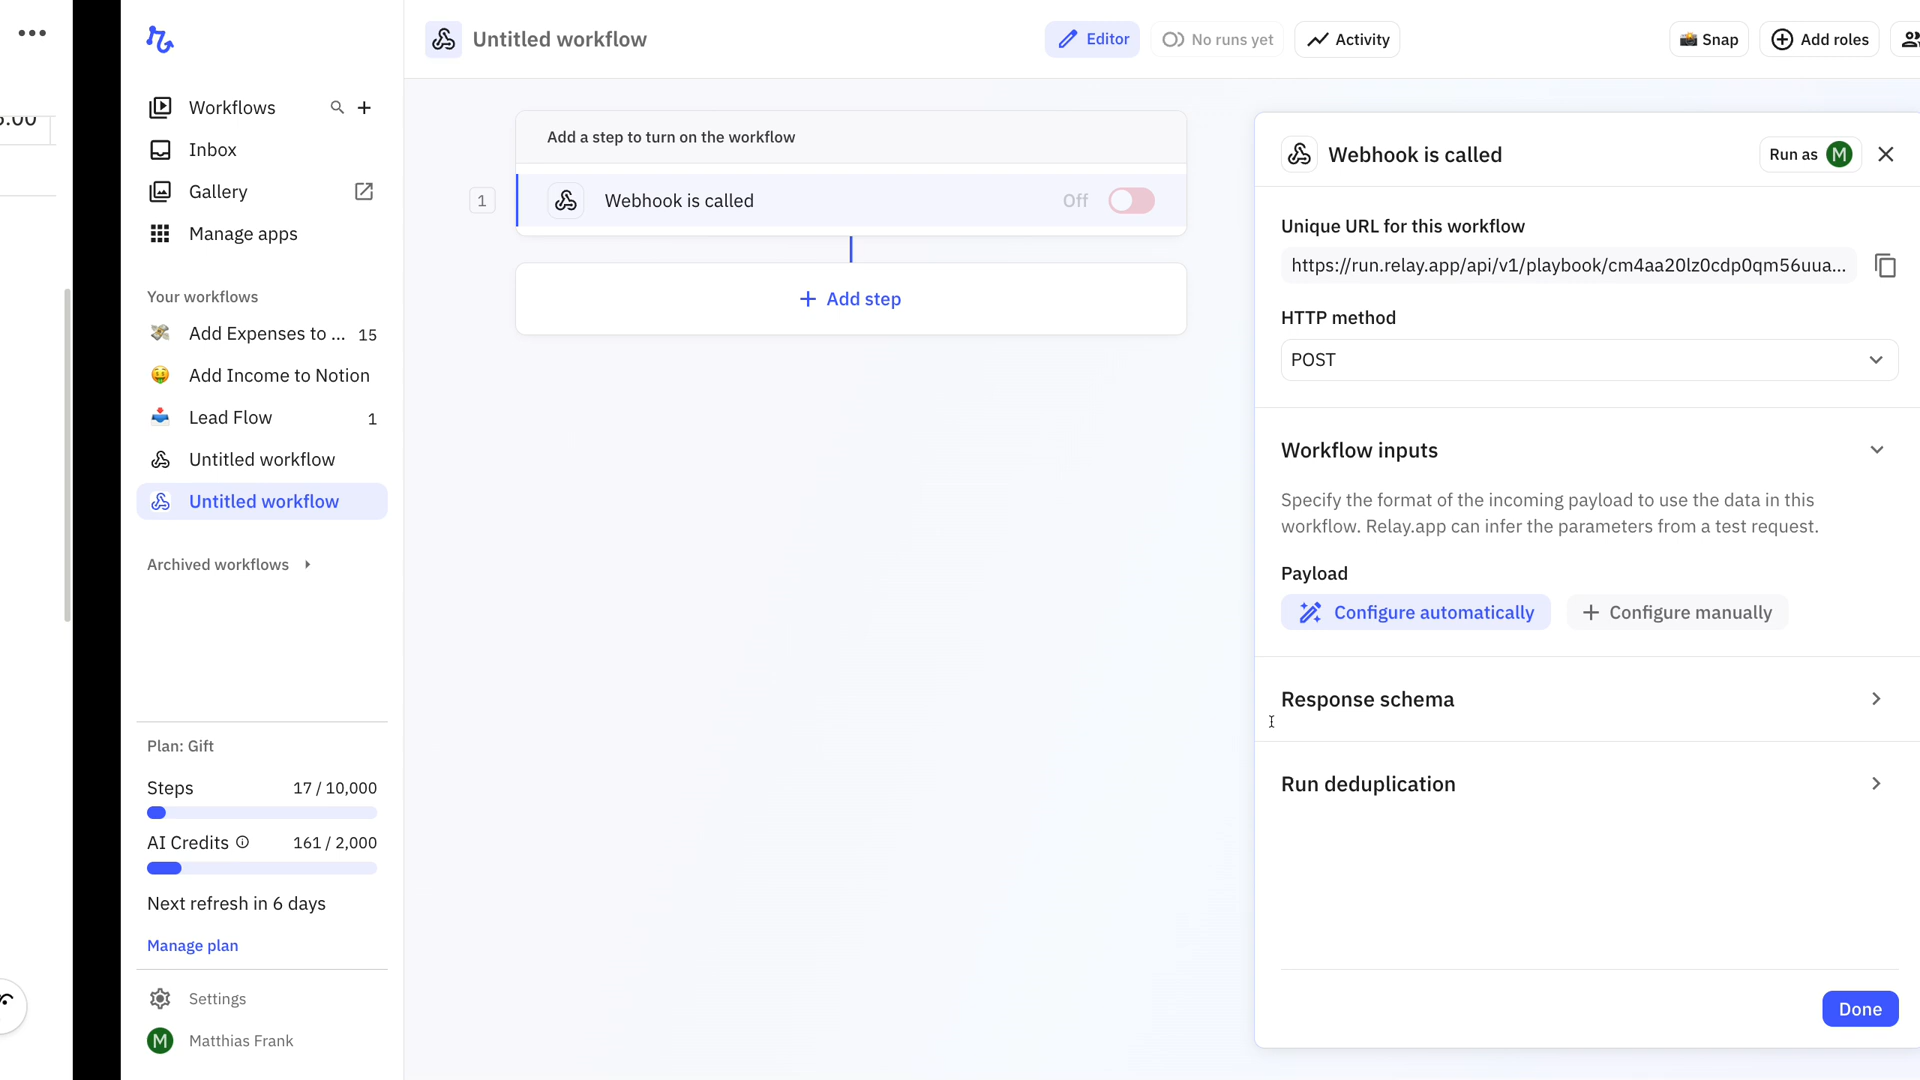 Untitled workflow
Editor
No runs yet
Activity
Snap
Add roles
Workflows
Inbox
Gallery
Manage apps
Your workflows
Add Expenses to ... 15
Add Income to Notion
Lead Flow 1
Untitled workflow
Untitled workflow
Archived workflows
Plan: Gift
Steps 17 / 10,000
AI Credits 161 / 2,000
Next refresh in 6 days
Manage plan
Settings
M Matthias Frank
Add a step to turn on the workflow
1 Webhook is called Off
+ Add step
Webhook is called
Run as M
Unique URL for this workflow
https://run.relay.app/api/v1/playbook/cm4aa20lz0cdp0qm56uua...
HTTP method
POST
Workflow inputs
Specify the format of the incoming payload to use the data in this
workflow. Relay.app can infer the parameters from a test request.
Payload
Configure automatically
+ Configure manually
Response schema
Run deduplication
Done